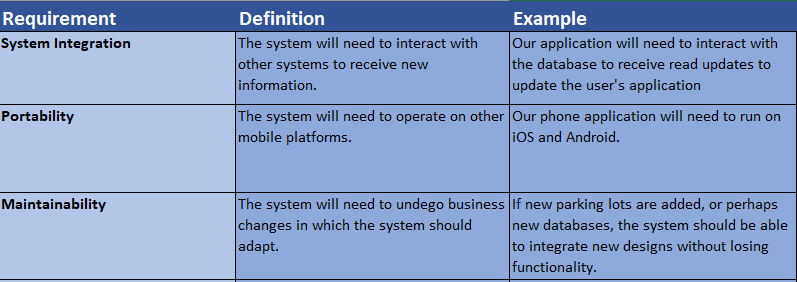 Requirement Definition Example
System Integration
The system will need to interact with
other systems to receive new
information.
Our application will need to interact with
the database to receive read updates to
update the user's application
Portability
The system will need to operate on other
mobile platforms.
Our phone application will need to run on
iOS and Android.
Maintainability
The system will need to undego business
changes in which the system should
adapt.
If new parking lots are added, or perhaps
new databases, the system should be able
to integrate new designs without losing
functionality.